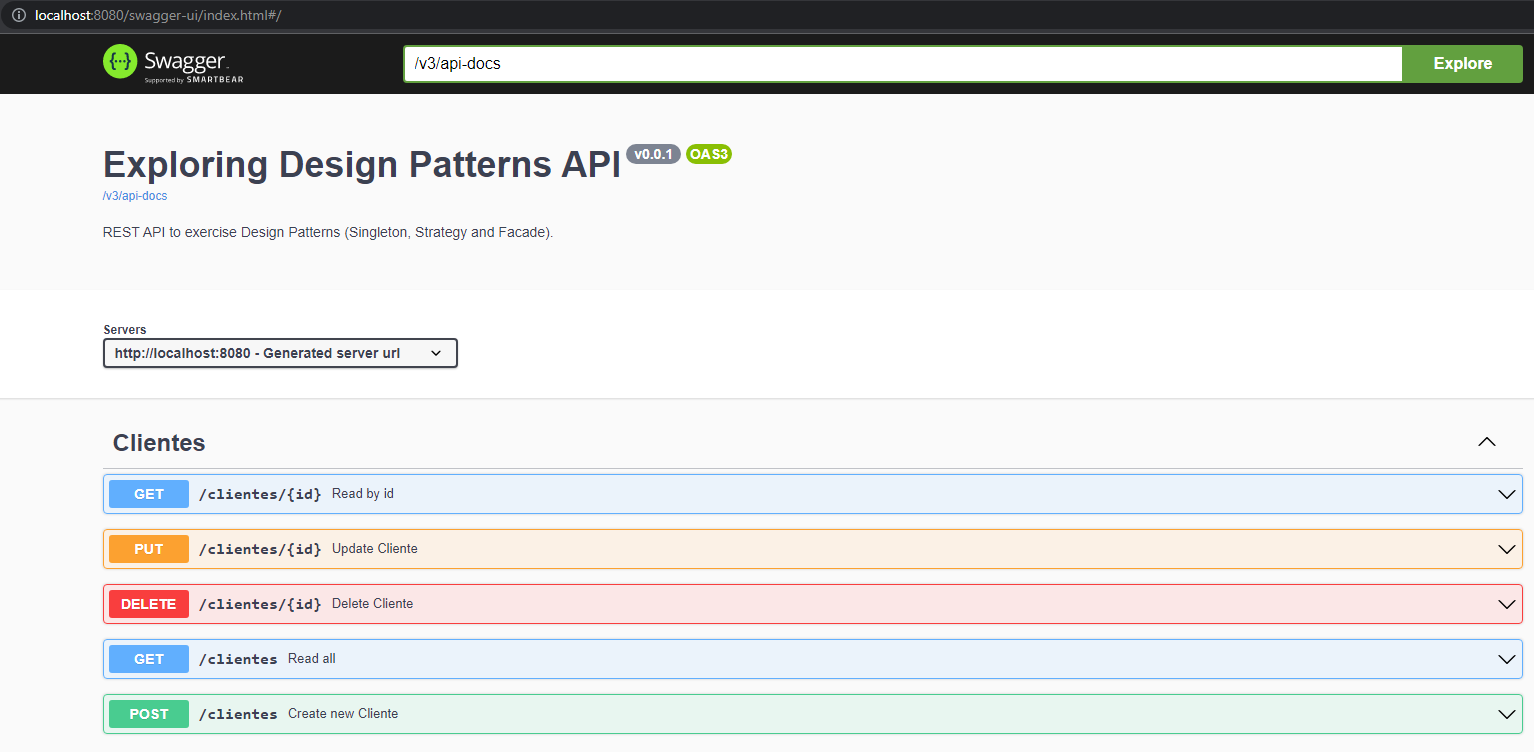 localhost:8080/swagger-ui/index.html#/
{··} Swagger™
Supported by SMARTBEAR
/v3/api-docs
Explore
Exploring Design Patterns API v0.0.1 OAS3
/v3/api-docs
REST API to exercise Design Patterns (Singleton, Strategy and Facade).
Servers
http://localhost:8080 - Generated server url
Clientes
GET /clientes/{id} Read by id
PUT /clientes/{id} Update Cliente
DELETE /clientes/{id} Delete Cliente
GET /clientes Read all
POST /clientes Create new Cliente